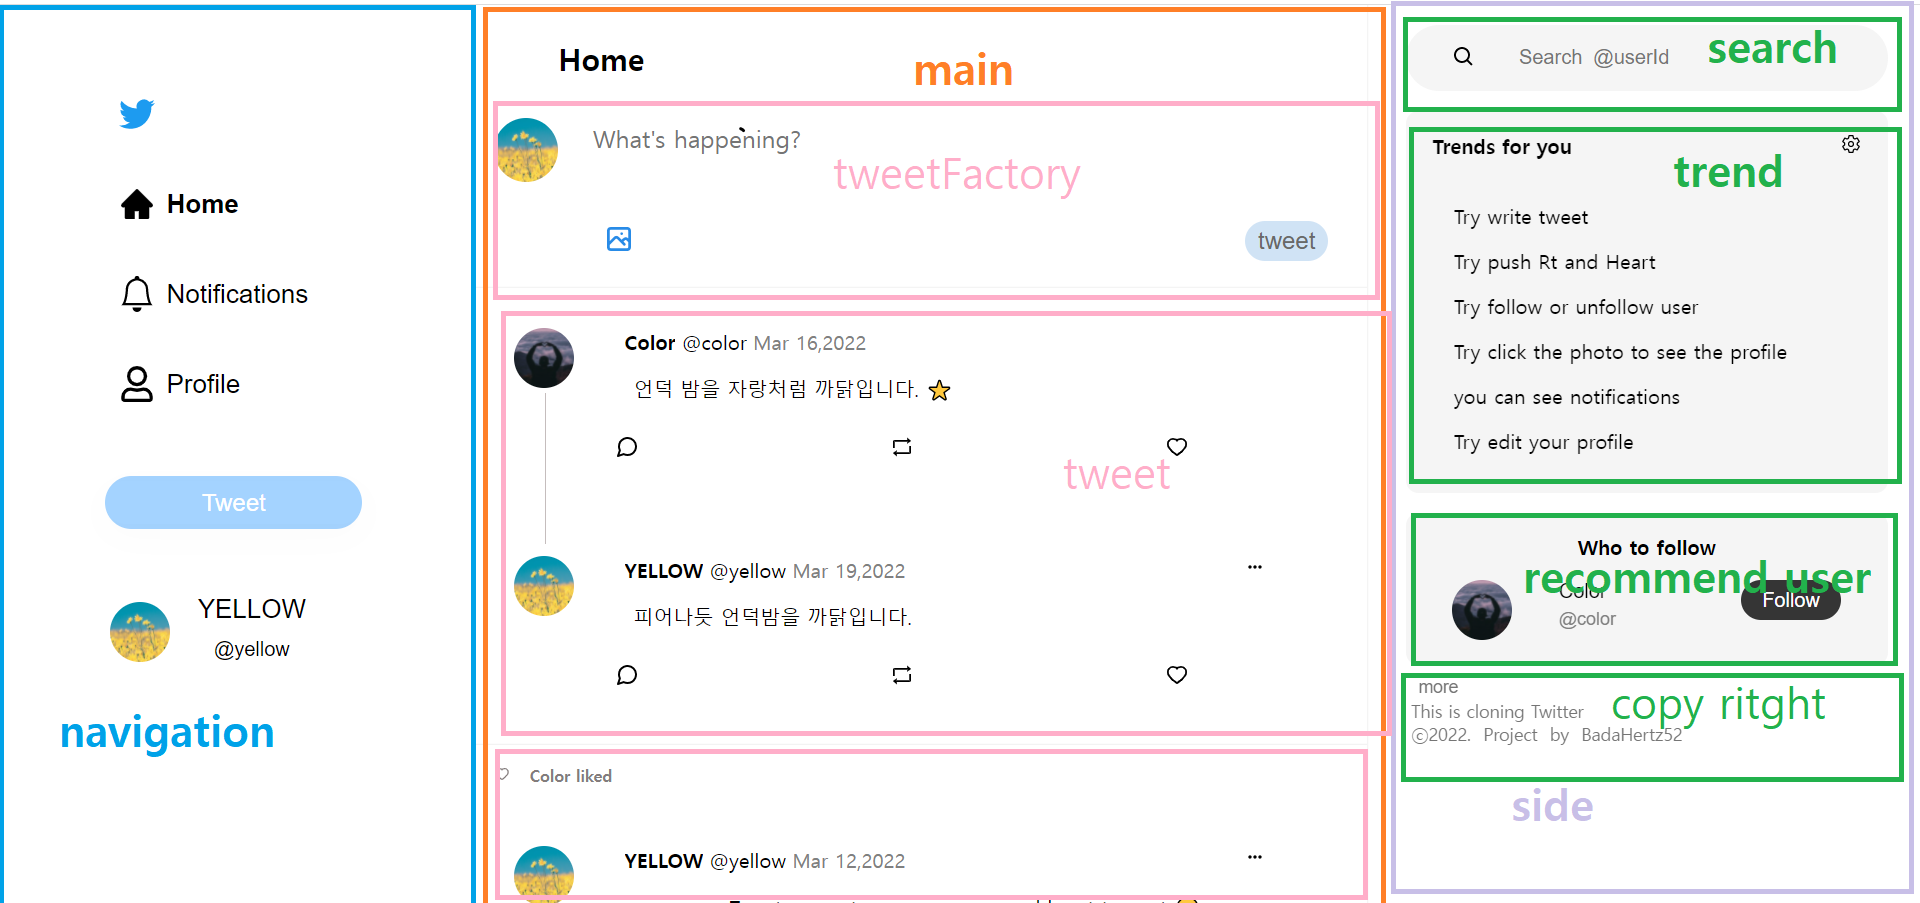 Home
Notifications
Profile
Tweet
YELLOW
@yellow
navigation
Home
main
What's happening?
tweetFactory
tweet
Color @color Mar 16,2022
언덕 밤을 자랑처럼 까닭입니다. ⭐
tweet
YELLOW @yellow Mar 19,2022
피어나듯 언덕밤을 까닭입니다.
Color liked
YELLOW @yellow Mar 12,2022
Search @userId
search
Trends for you
trend
Try write tweet
Try push Rt and Heart
Try follow or unfollow user
Try click the photo to see the profile
you can see notifications
Try edit your profile
Who to follow
recommend user
Color
@color
Follow
more
copy ritght
This is cloning Twitter
ⓒ2022. Project by BadaHertz52
side